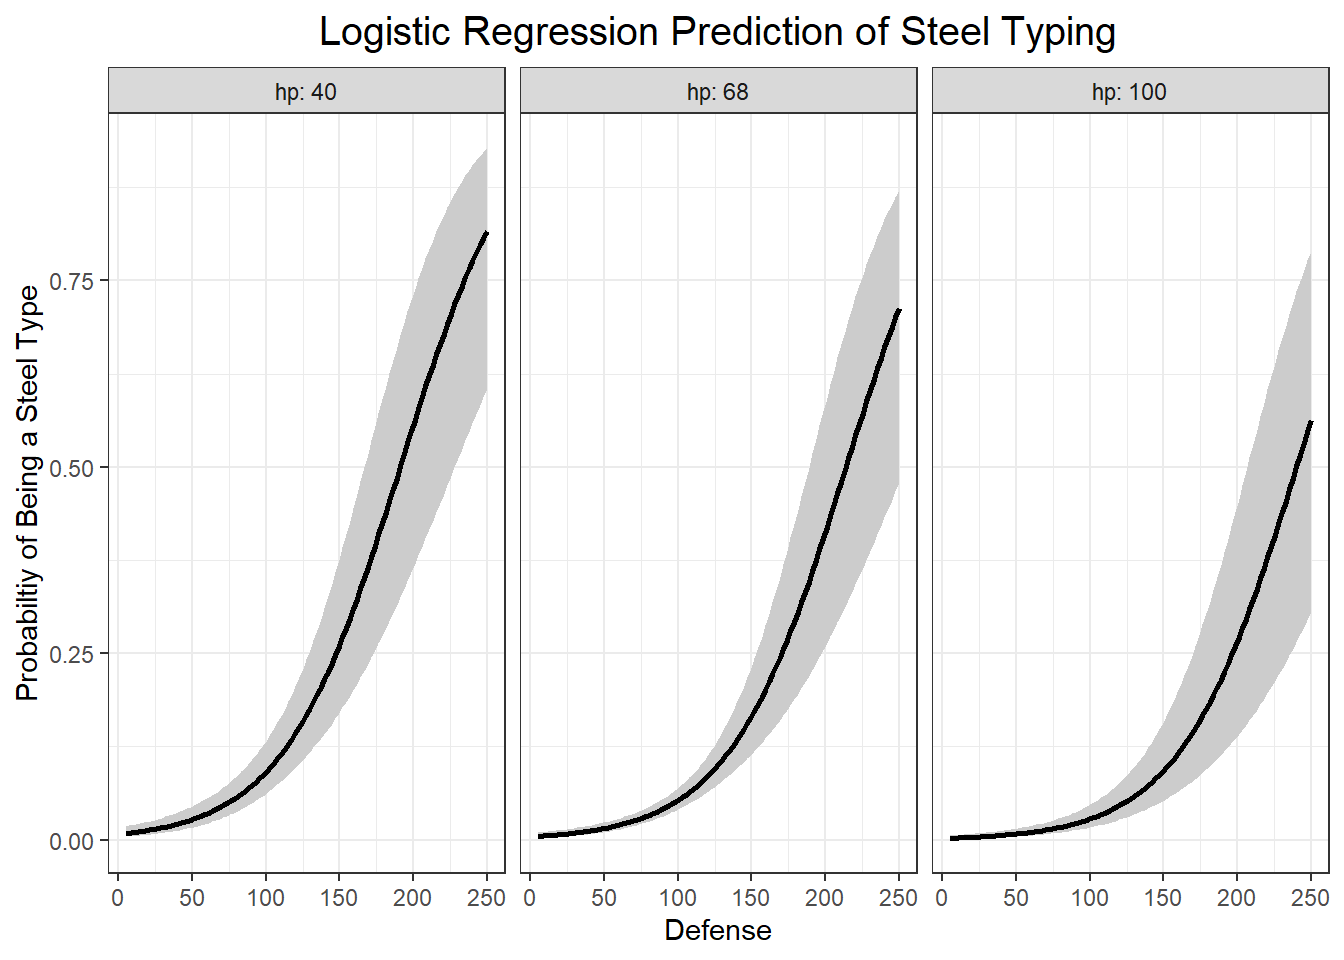 Logistic Regression Prediction of Steel Typing
hp: 40
hp: 68
hp: 100
Probabiltiy of Being a Steel Type
0.75
0.50
0.25
0.00
0 50 100 150 200 250
0 50 100 150 200 250
0 50 100 150 200 250
Defense